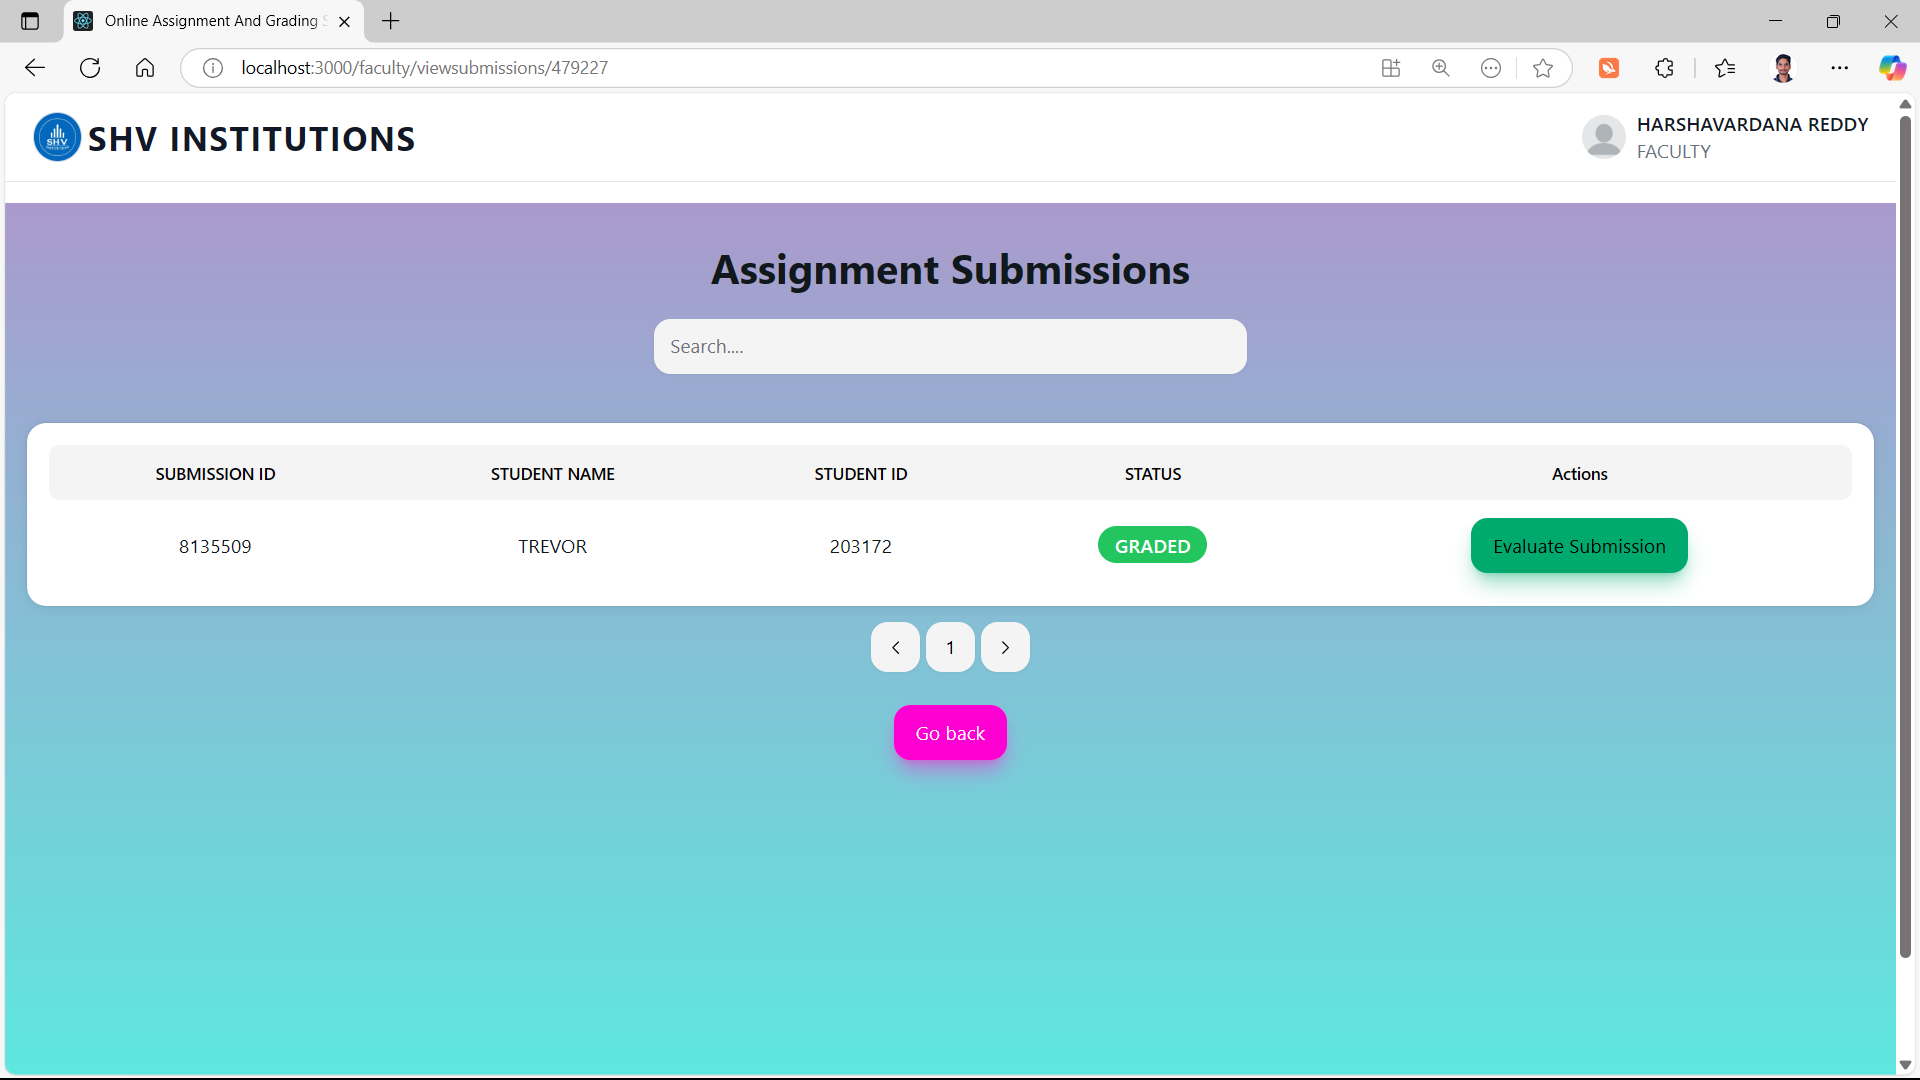 Online Assignment And Grading S
localhost:3000/faculty/viewsubmissions/479227
SHV
SHV INSTITUTIONS
HARSHAVARDANA REDDY
FACULTY
Assignment Submissions
Search....
SUBMISSION ID STUDENT NAME STUDENT ID STATUS Actions
8135509 TREVOR 203172 GRADED Evaluate Submission
1
Go back